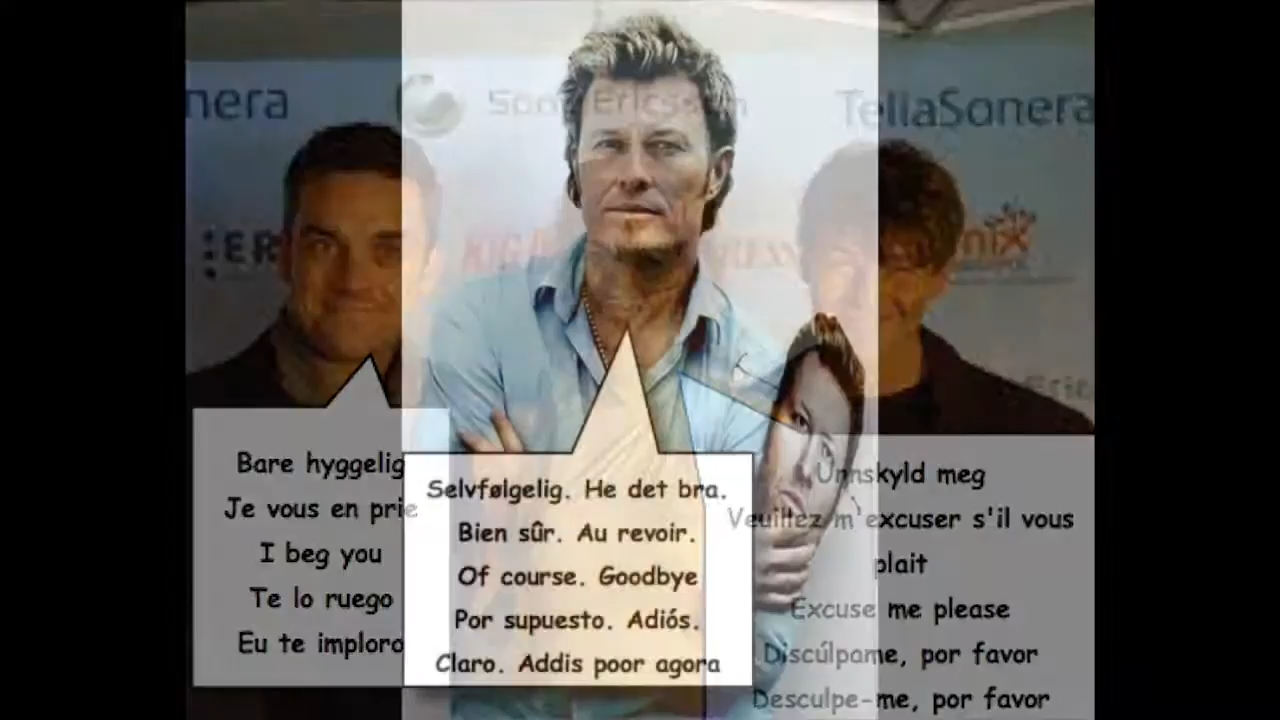 nera
Sony Ericsson
TeliaSonera
:ER
nix
Eric
Bare hyggelig
Je vous en prie
I beg you
Te lo ruego
Eu te imploro
Selvfølgelig. He det bra.
Bien sûr. Au revoir.
Of course. Goodbye
Por supuesto. Adiós.
Claro. Addis poor agora
Unnskyld meg
Veuillez m'excuser s'il vous
plait
Excuse me please
Discúlpame, por favor
Desculpe-me, por favor